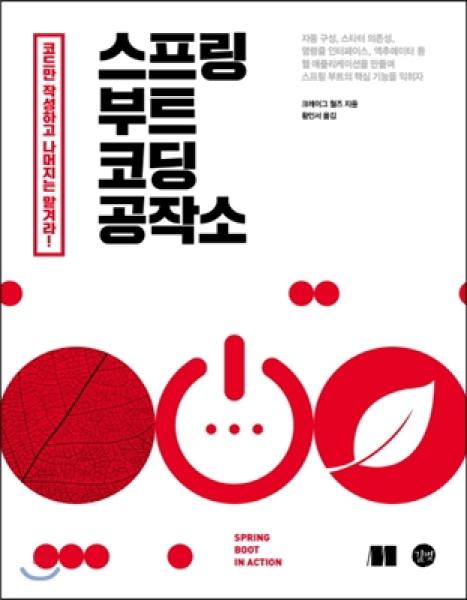 코드만 작성하고 나머지는 맡겨라!
스프링
부트
코딩
공작소
자동 구성, 스타터 의존성,
명령줄 인터페이스, 액추에이터 등
웹 애플리케이션을 만들며
스프링 부트의 핵심 기능을 익히자
크레이그 월즈 지음
황인서 옮김
SPRING
BOOT
IN ACTION
길벗